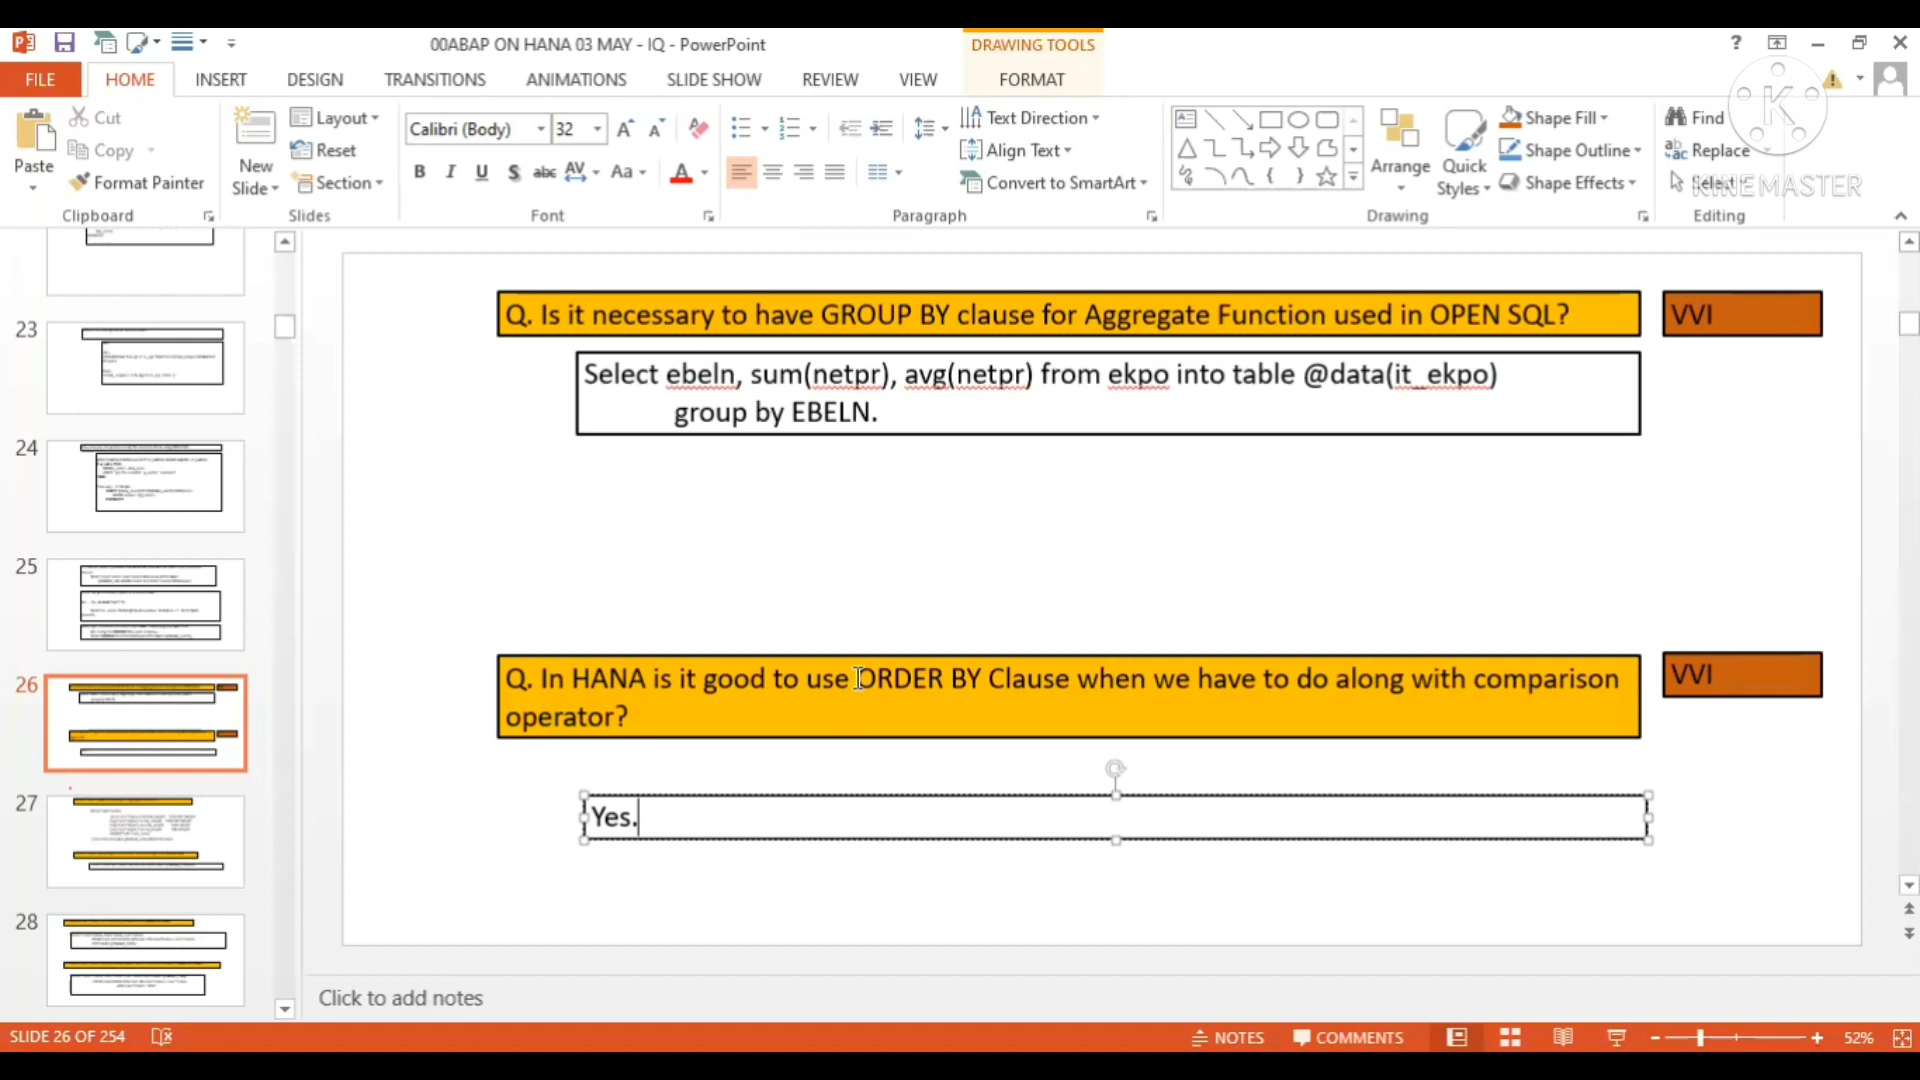 00ABAP ON HANA 03 MAY - IQ - PowerPoint
DRAWING TOOLS
?
FILE HOME INSERT DESIGN TRANSITIONS ANIMATIONS SLIDE SHOW REVIEW VIEW FORMAT
Paste
Cut
Copy
Format Painter
Clipboard
New
Slide
Layout
Reset
Section
Slides
Calibri (Body) 32
B I U S abc AV Aa A
Font
Text Direction
Align Text
Convert to SmartArt
Paragraph
Arrange
Quick
Styles
Shape Fill
Shape Outline
Shape Effects
Drawing
Find
Replace
Select
Editing
K
KINEMASTER
23
24
25
26
27
28
Q. Is it necessary to have GROUP BY clause for Aggregate Function used in OPEN SQL?
VVI
Select ebeln, sum(netpr), avg(netpr) from ekpo into table @data(it_ekpo)
group by EBELN.
Q. In HANA is it good to use ORDER BY Clause when we have to do along with comparison
operator?
VVI
Yes.
Click to add notes
SLIDE 26 OF 254
NOTES
COMMENTS
52%